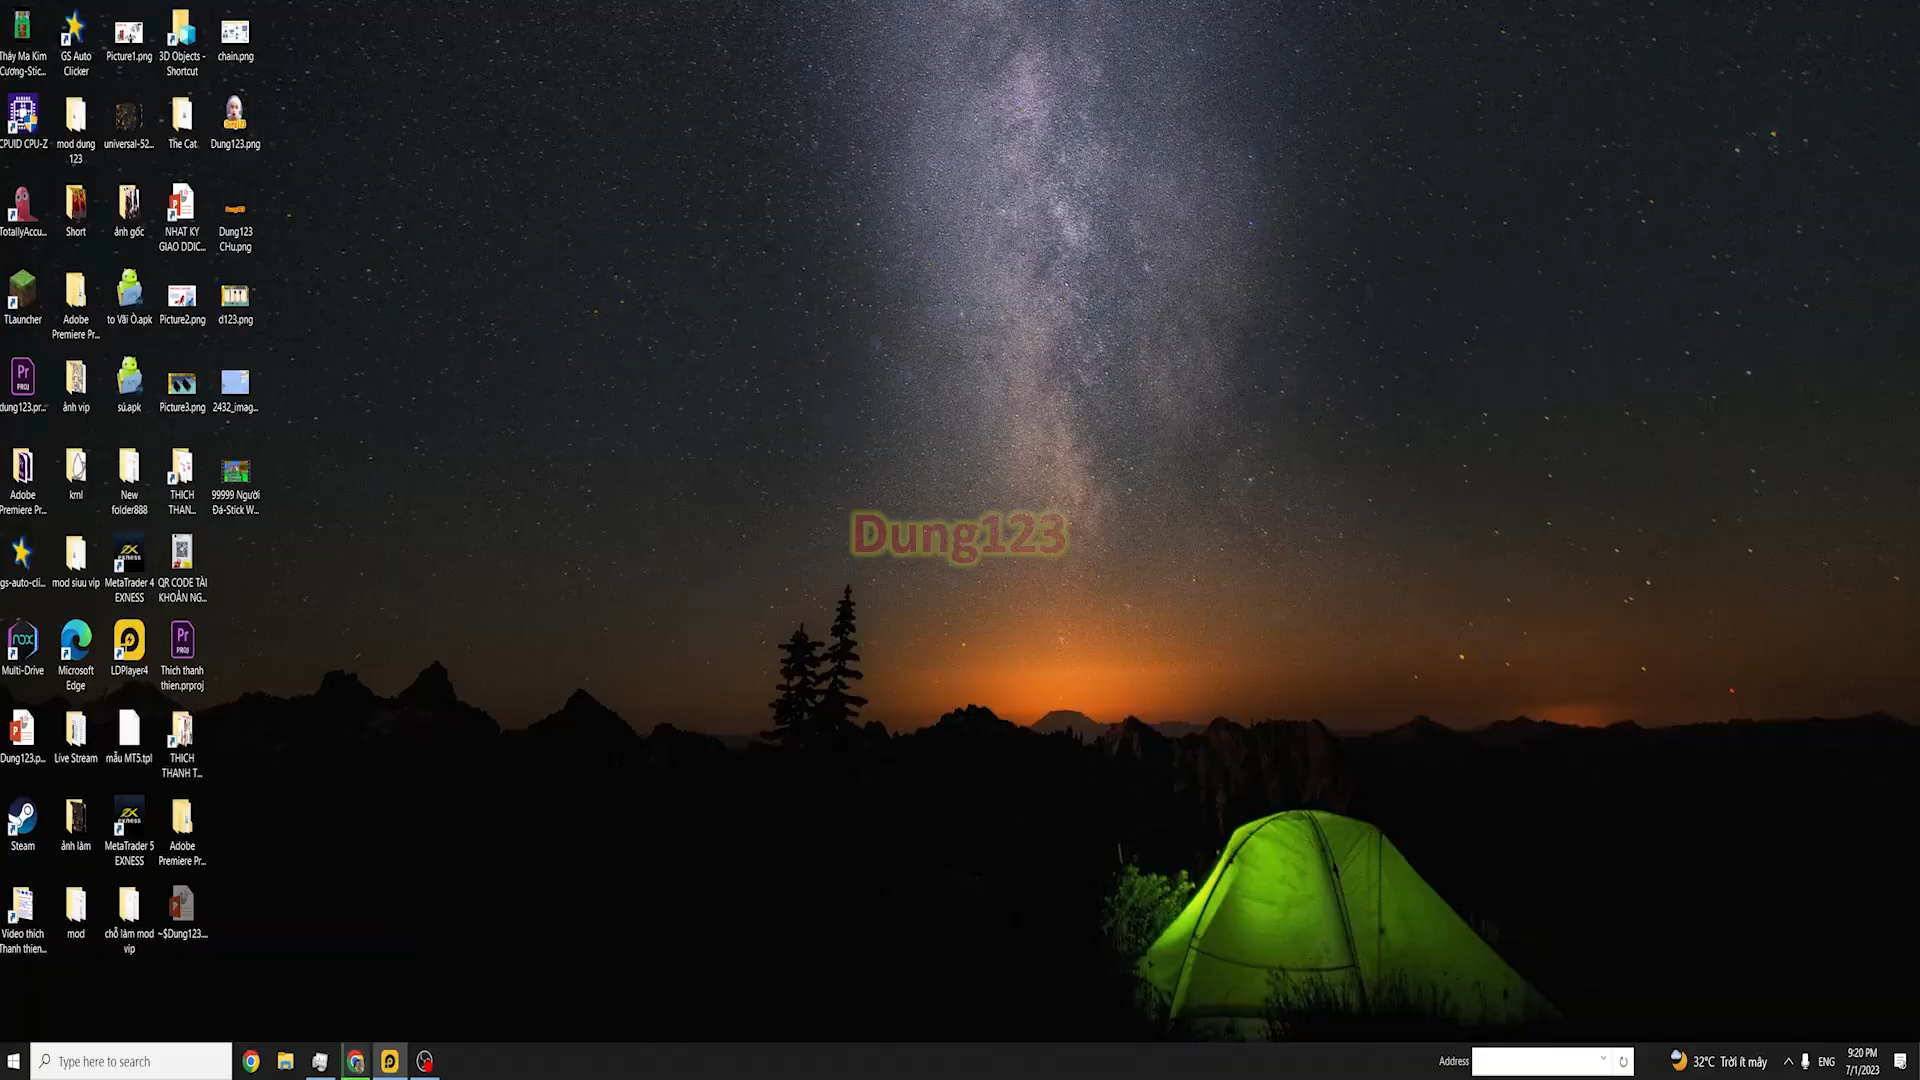 Thây Ma Kim
Cương-Stic...
GS Auto
Clicker
Picture1.png
3D Objects -
Shortcut
chain.png
CPUID CPU-Z
mod dung
123
universal-52...
The Cat
Dung123.png
TotallyAccu...
Short
ảnh gốc
NHAT KY
GIAO DDIC...
Dung123
CHu.png
TLauncher
Adobe
Premiere Pr...
to Vãi Ò.apk
Picture2.png
d123.png
dung123.pr...
ảnh vip
sú.apk
Picture3.png
2432_imag...
Adobe
Premiere Pr...
kml
New
folder888
THICH
THAN...
99999 Người
Đá-Stick W...
Dung123
gs-auto-cli...
mod siuu vip
MetaTrader 4
EXNESS
QR CODE TÀI
KHOẢN NG...
Multi-Drive
Microsoft
Edge
LDPlayer4
Thich thanh
thien.prproj
Dung123.p...
Live Stream
mẫu MT5.tpl
THICH
THANH T...
Steam
ảnh làm
MetaTrader 5
EXNESS
Adobe
Premiere Pr...
Video thich
Thanh thien...
mod
chỗ làm mod
vip
~$Dung123....
Type here to search
Address
32°C Trời ít mây
ENG
9:20 PM
7/1/2023